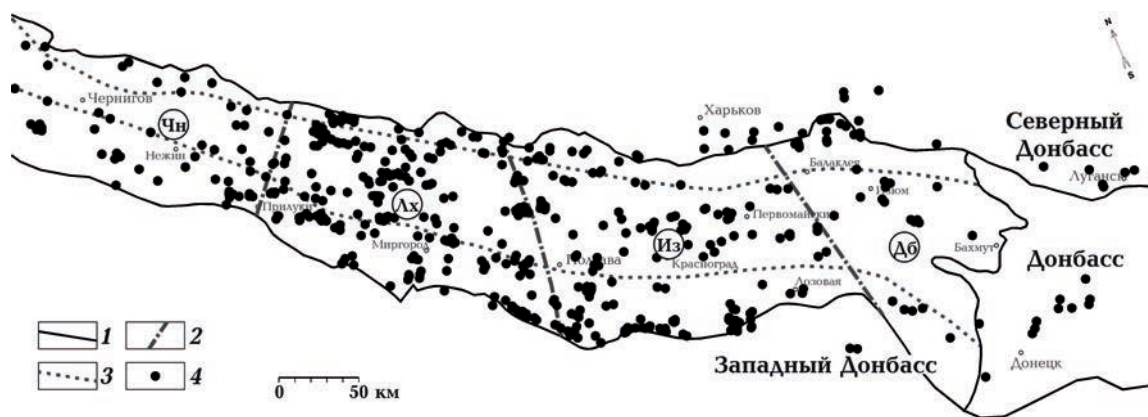 N
S
Чернигов
Чн
Нежин
Харьков
Северный
Донбасс
Луганск
Балаклея
Изюм
Прилуки
Лх
Миргород
Первомайский
Из
Полтава
Красноград
Дб
Бахмут
Донбасс
Лозовая
Западный Донбасс
Донецк
1 2
3 4
0 50 км